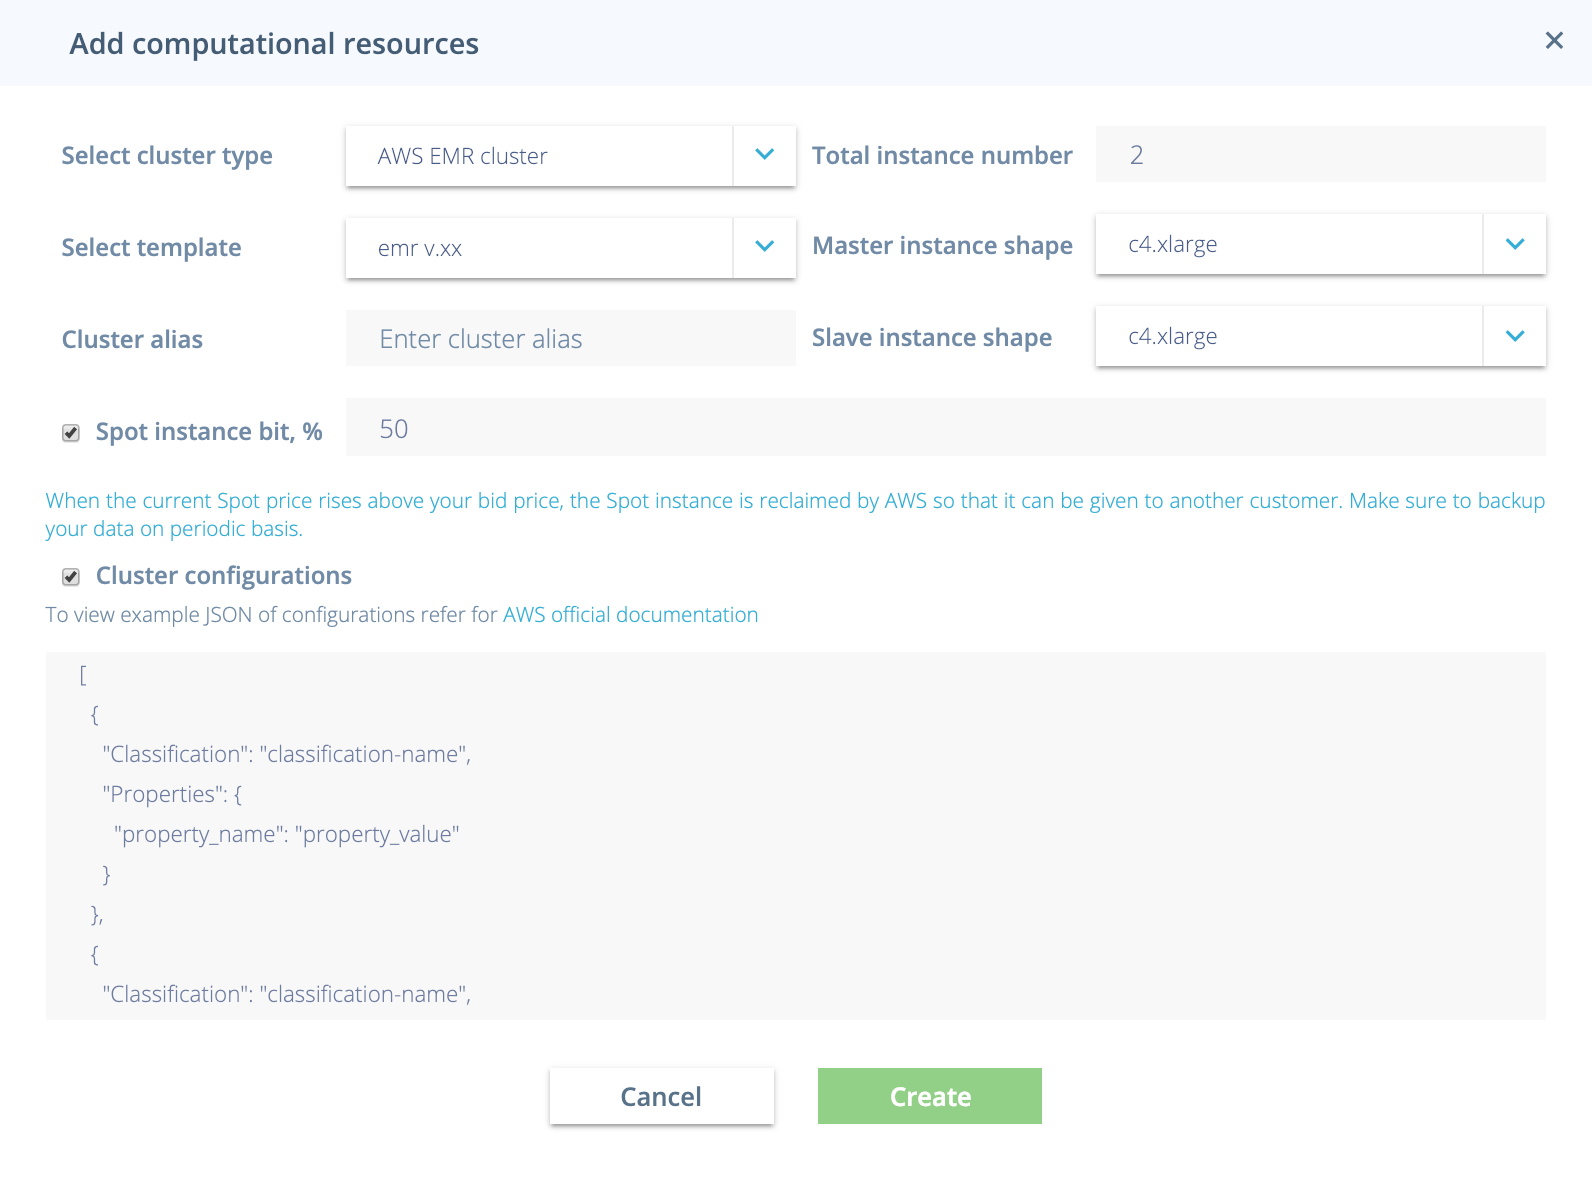 Add computational resources
Select cluster type
AWS EMR cluster
Total instance number
2
Select template
emr v.xx
Master instance shape
c4.xlarge
Cluster alias
Enter cluster alias
Slave instance shape
c4.xlarge
Spot instance bit, %
50
When the current Spot price rises above your bid price, the Spot instance is reclaimed by AWS so that it can be given to another customer. Make sure to backup
your data on periodic basis.
Cluster configurations
To view example JSON of configurations refer for AWS official documentation
[
{
"Classification": "classification-name",
"Properties": {
"property_name": "property_value"
}
},
{
"Classification": "classification-name",
Cancel
Create